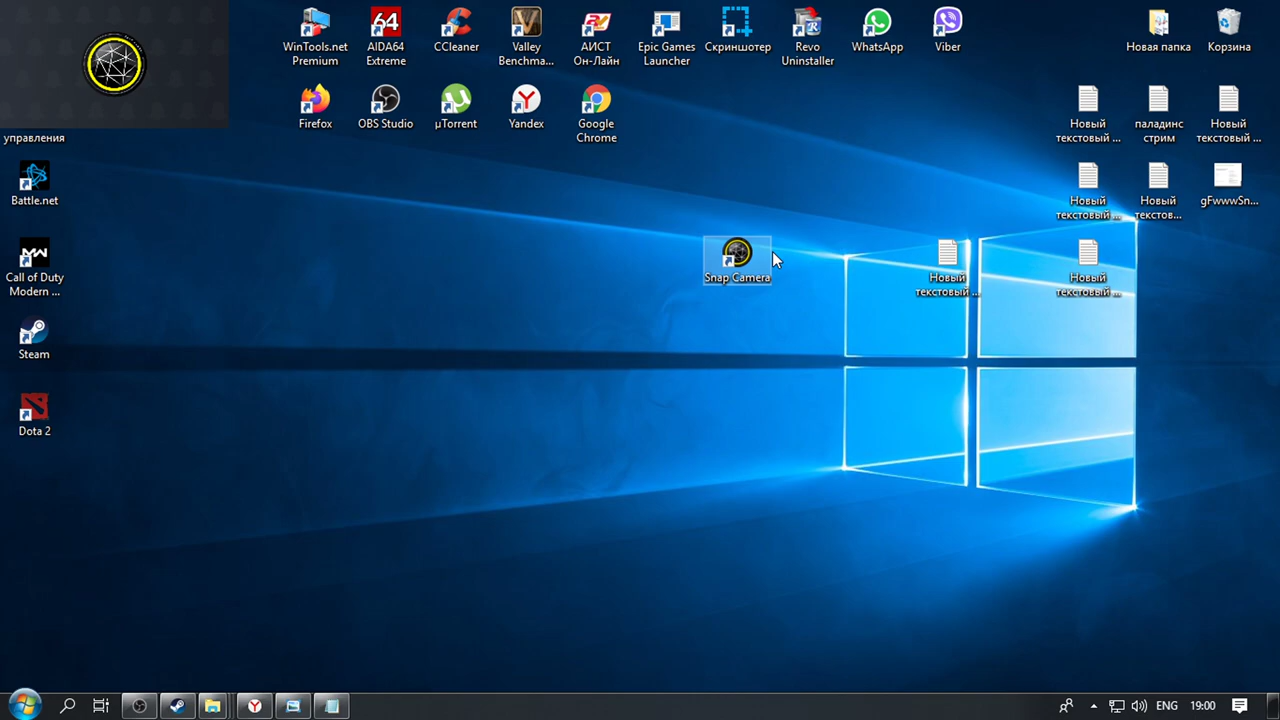 WinTools.net
Premium
AIDA64
Extreme
CCleaner
Valley
Benchma...
АИСТ
Он-Лайн
Epic Games
Launcher
Скриншотер
Revo
Uninstaller
WhatsApp
Viber
Новая папка
Корзина
64
управления
Firefox
OBS Studio
µTorrent
Yandex
Google
Chrome
Новый
текстовый ...
паладинс
стрим
Новый
текстовый ...
Battle.net
Новый
текстовый ...
Новый
текстов...
gFwwwSn...
Call of Duty
Modern ...
Snap Camera
Новый
текстовый ...
Новый
текстовый ...
Steam
Dota 2
ENG
19:00